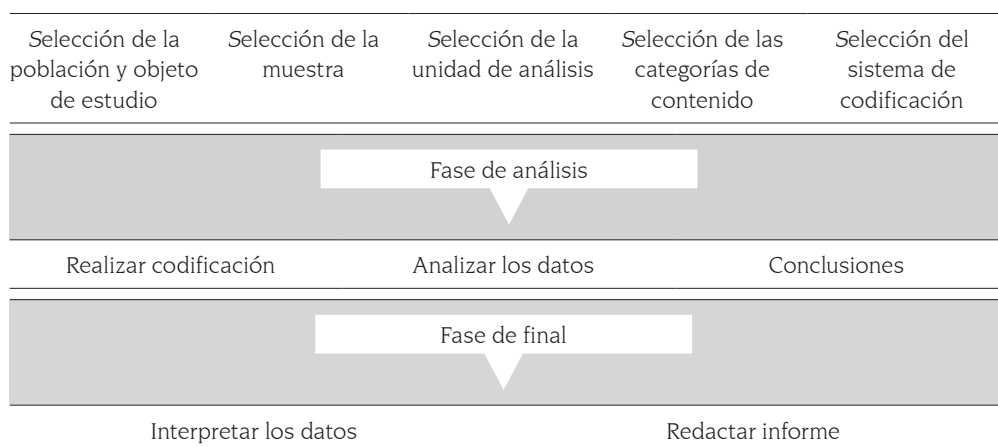 Selección de la
población y objeto
de estudio
Selección de la
muestra
Selección de la
unidad de análisis
Selección de las
categorías de
contenido
Selección del
sistema de
codificación
Fase de análisis
Realizar codificación
Analizar los datos
Conclusiones
Fase de final
Interpretar los datos
Redactar informe